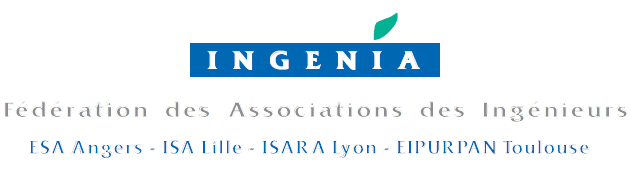 INGENIA
Fédération des Associations des Ingénieurs
ESA Angers - ISA Lille - ISARA Lyon - EIPURPAN Toulouse